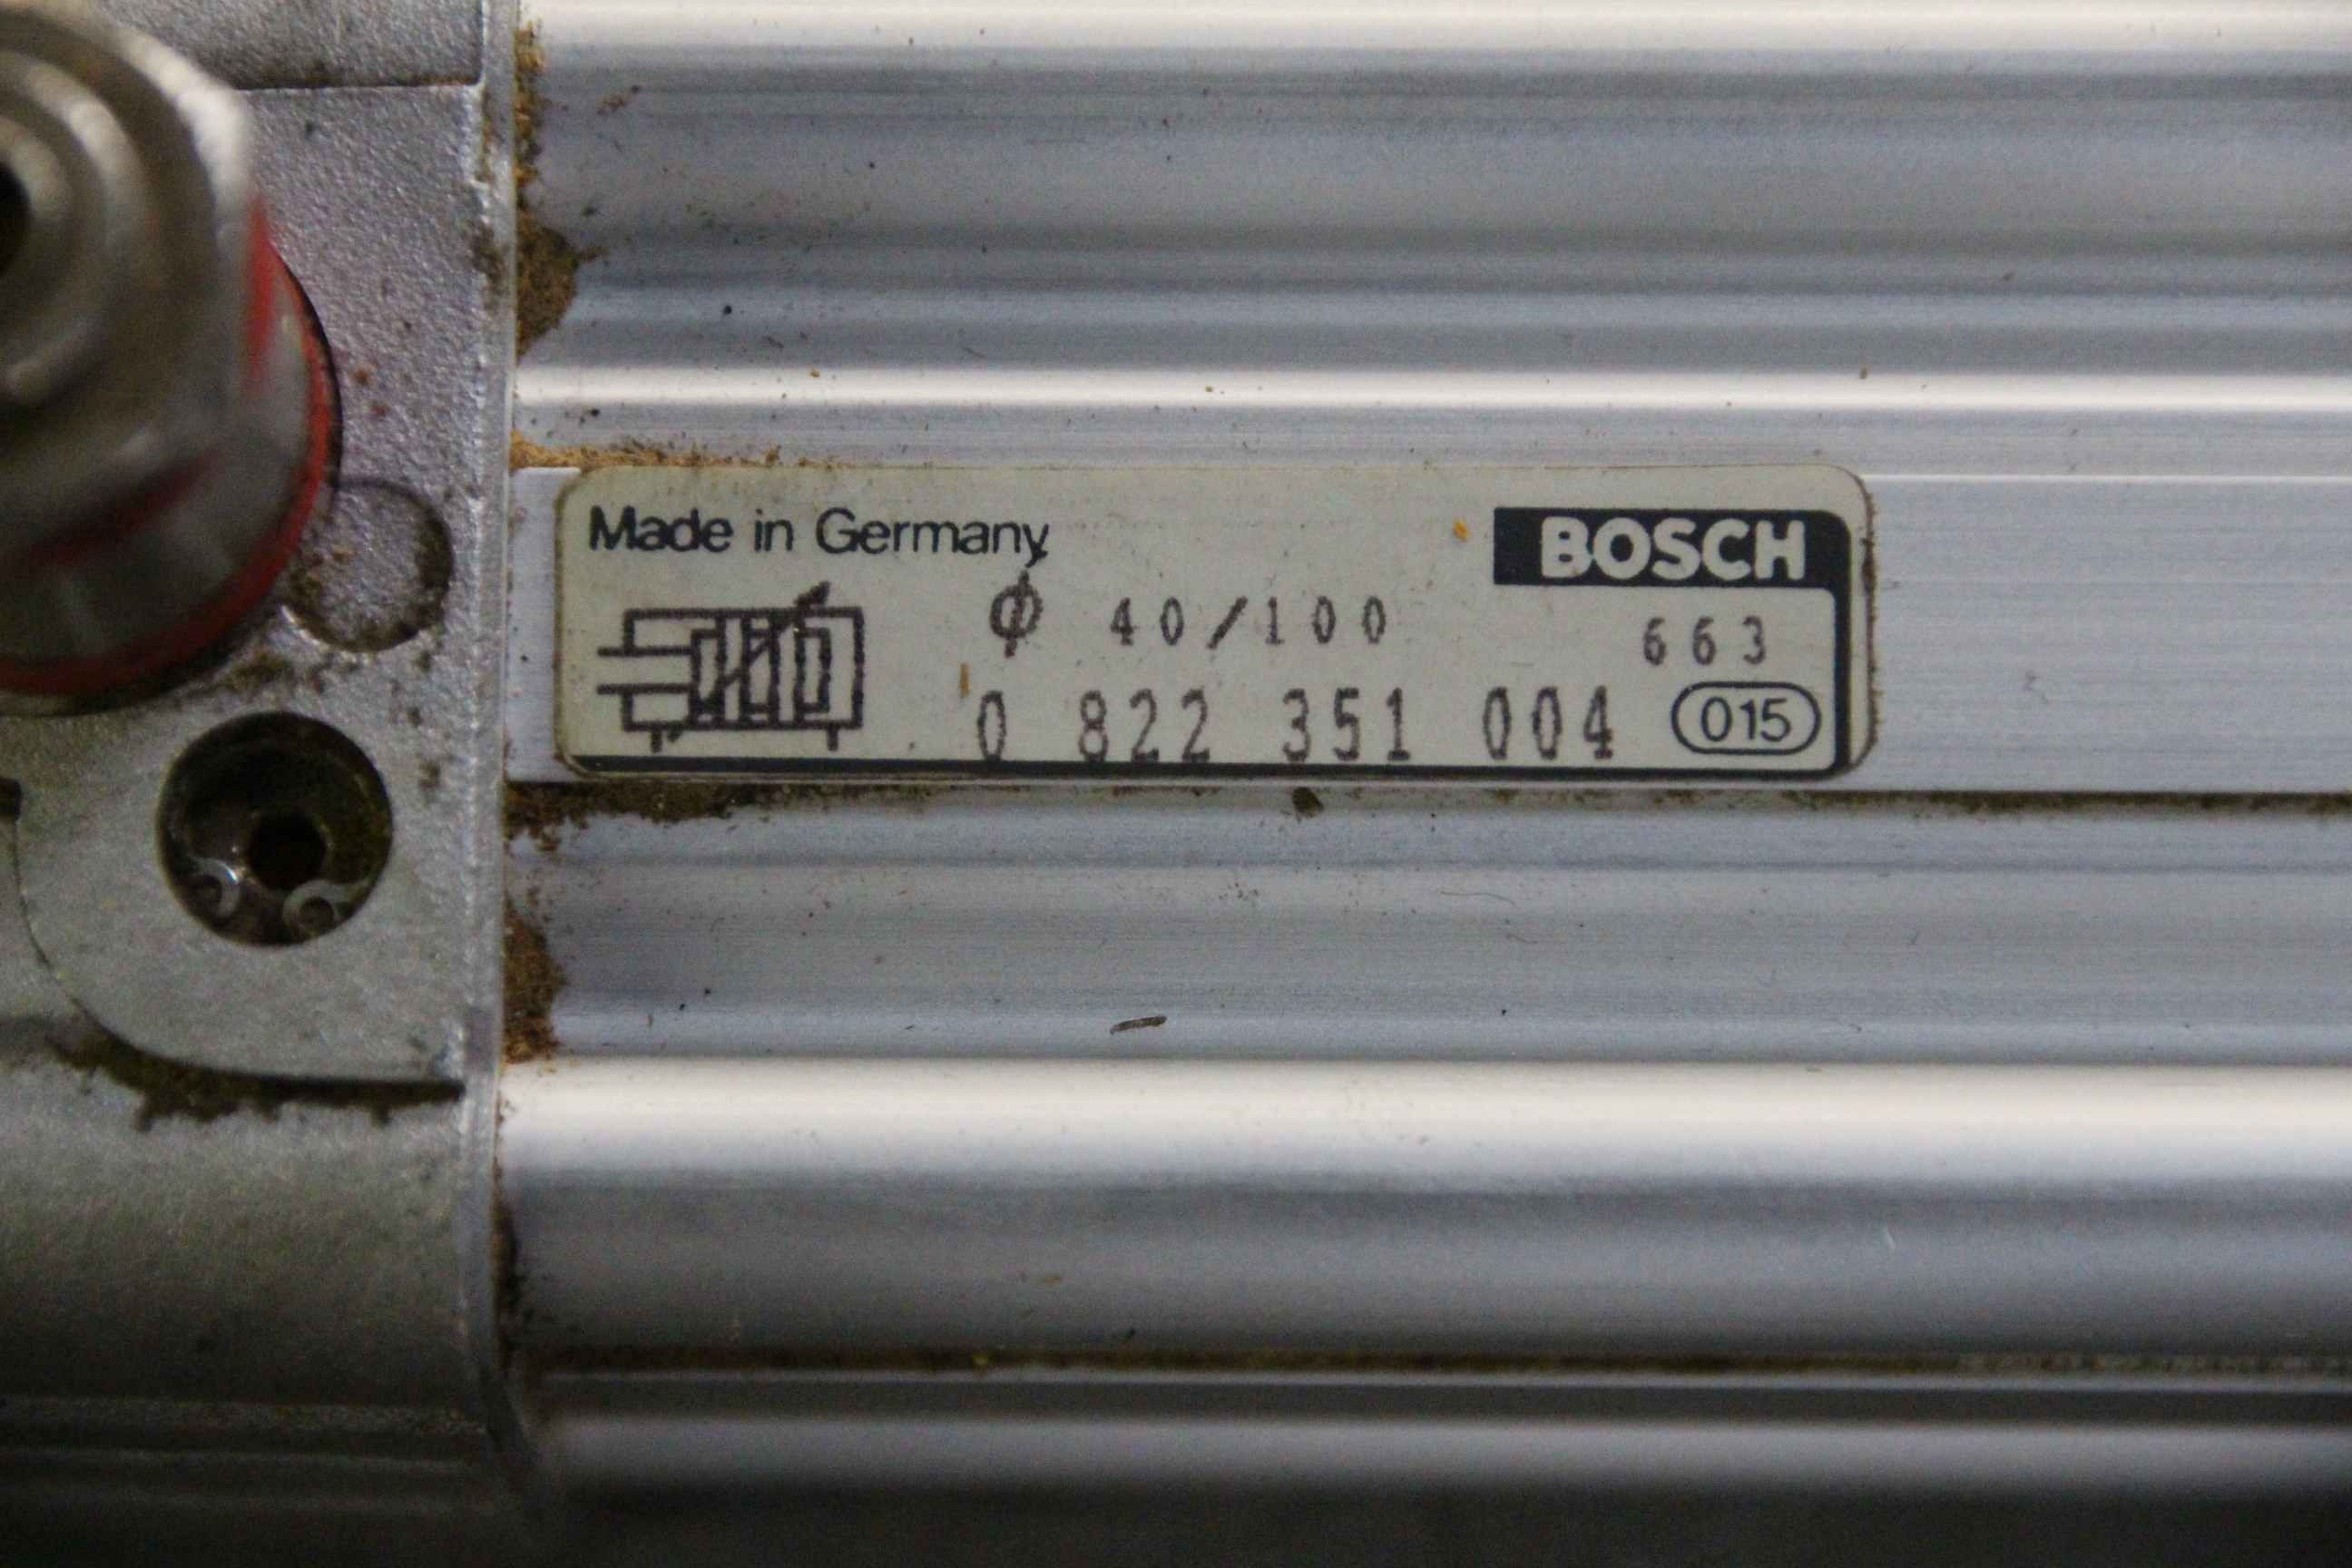 Made in Germany
BOSCH
ϕ 40/100
663
0 822 351 004
015